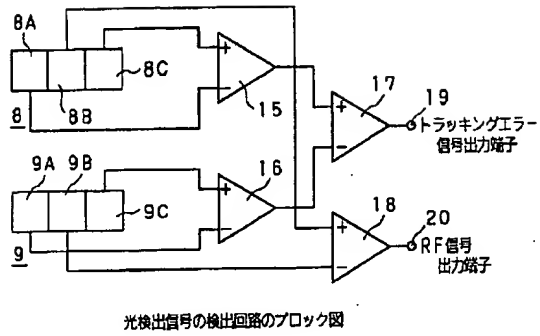 8A
8C
8B
8
+
−
15
17
19
+
−
トラッキングエラー
信号出力端子
9A
9B
16
9C
9
+
−
18
20
+
−
RF信号
出力端子
光検出信号の検出回路のブロック図